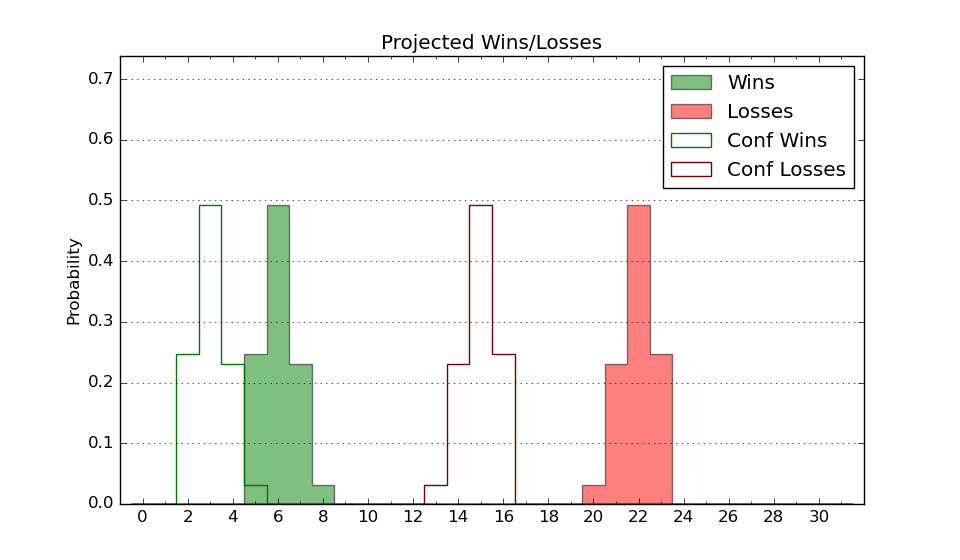 Projected Wins/Losses
Wins
Losses
Conf Wins
Conf Losses
Probability
0.7
0.6
0.5
0.4
0.3
0.2
0.1
0.0
0 2 4 6 8 10 12 14 16 18 20 22 24 26 28 30